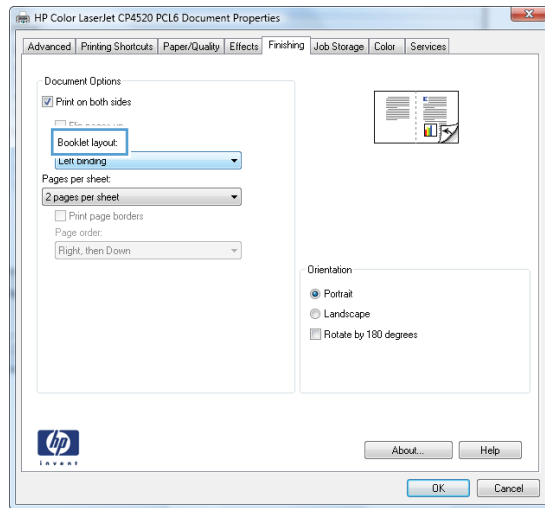 HP Color LaserJet CP4520 PCL6 Document Properties
Advanced Printing Shortcuts Paper/Quality Effects Finishing Job Storage Color Services
Document Options
Print on both sides
Booklet layout:
Left binding
Pages per sheet:
2 pages per sheet
Print page borders
Page order:
Right, then Down
Orientation
Portrait
Landscape
Rotate by 180 degrees
hp
invent
About... Help
OK Cancel